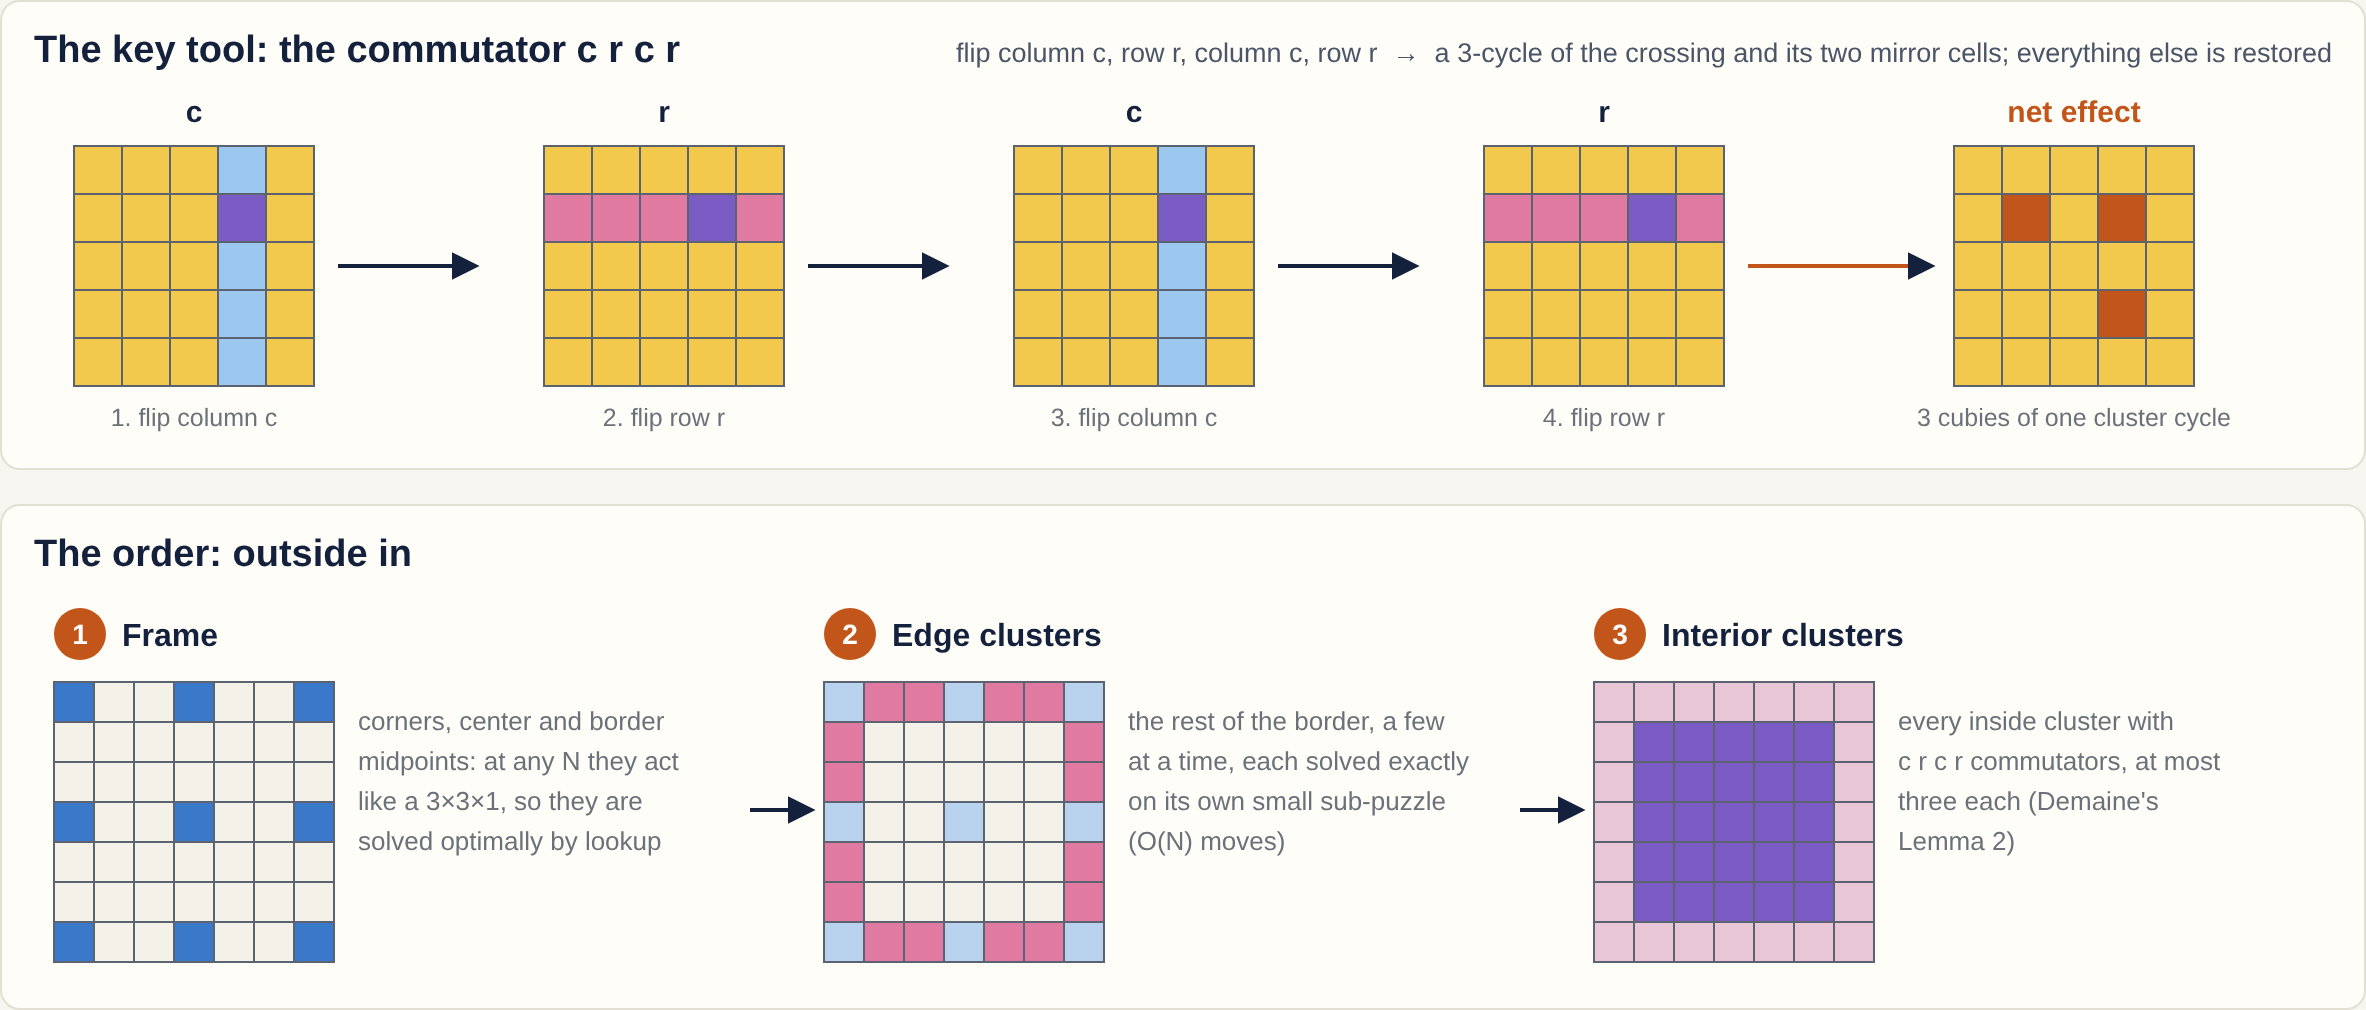 The key tool: the commutator c r c r
flip column c, row r, column c, row r → a 3-cycle of the crossing and its two mirror cells; everything else is restored
c
r
c
r
net effect
1. flip column c
2. flip row r
3. flip column c
4. flip row r
3 cubies of one cluster cycle
The order: outside in
1 Frame
corners, center and border
midpoints: at any N they act
like a 3×3×1, so they are
solved optimally by lookup
2 Edge clusters
the rest of the border, a few
at a time, each solved exactly
on its own small sub-puzzle
(O(N) moves)
3 Interior clusters
every inside cluster with
c r c r commutators, at most
three each (Demaine's
Lemma 2)